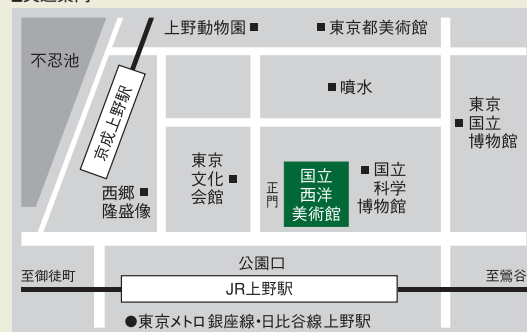 ■交通案内
上野動物園■
■東京都美術館
不忍池
京成上野駅
■噴水
東京
■国立
博物館
東京
文化■
会館
正門
国立
西洋
美術館
■国立
科学
博物館
西郷■
隆盛像
公園口
至御徒町
JR上野駅
至鶯谷
●東京メトロ銀座線・日比谷線上野駅